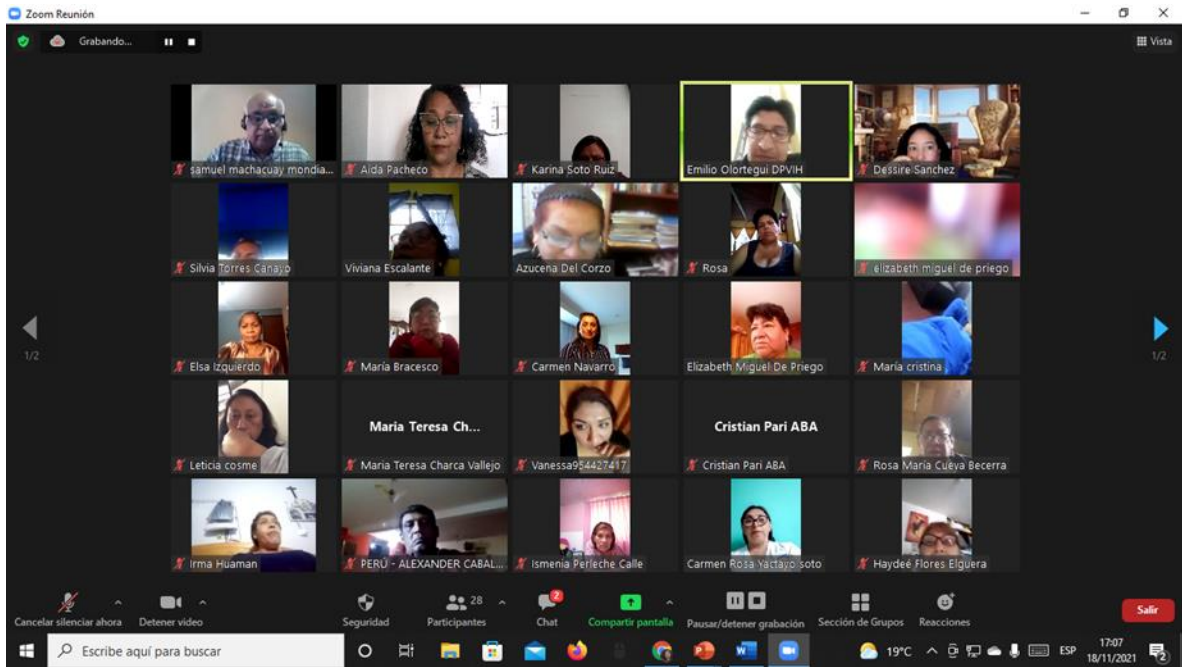 Zoom Reunión
Grabando...
Vista
samuel machacuay mondia...
Aida Pacheco
Karina Soto Ruiz
Emilio Olortegui DPVIH
Dessire Sanchez
Silvia Torres Canayo
Viviana Escalante
Azucena Del Corzo
Rosa
elizabeth miguel de priego
1/2
Elsa Izquierdo
María Bracesco
Carmen Navarro
Elizabeth Miguel De Priego
María cristina
1/2
Leticia cosme
Maria Teresa Ch...
Maria Teresa Charca Vallejo
Vanessa954427417
Cristian Pari ABA
Cristian Pari ABA
Rosa Maria Cueva Becerra
Irma Huaman
PERÚ - ALEXANDER CABAL...
Ismenia Perleche Calle
Carmen Rosa Yactayo soto
Haydeé Flores Elguera
Cancelar silenciar ahora
Detener video
Seguridad
28
Participantes
2
Chat
Compartir pantalla
Pausar/detener grabación
Sección de Grupos
Reacciones
Salir
Escribe aquí para buscar
19°C
ESP
17:07
18/11/2021
2